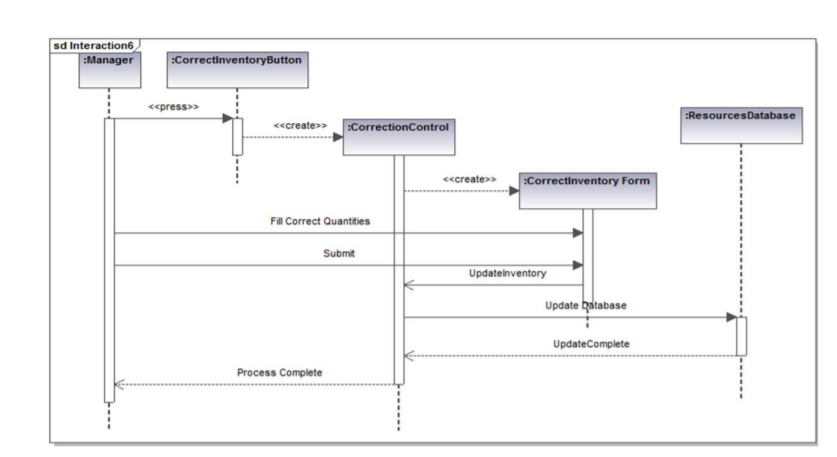 sd Interaction6
:Manager
:CorrectInventoryButton
<<press>>
<<create>>
:CorrectionControl
:ResourcesDatabase
<<create>>
:CorrectInventory Form
Fill Correct Quantities
Submit
UpdateInventory
Update Database
UpdateComplete
Process Complete